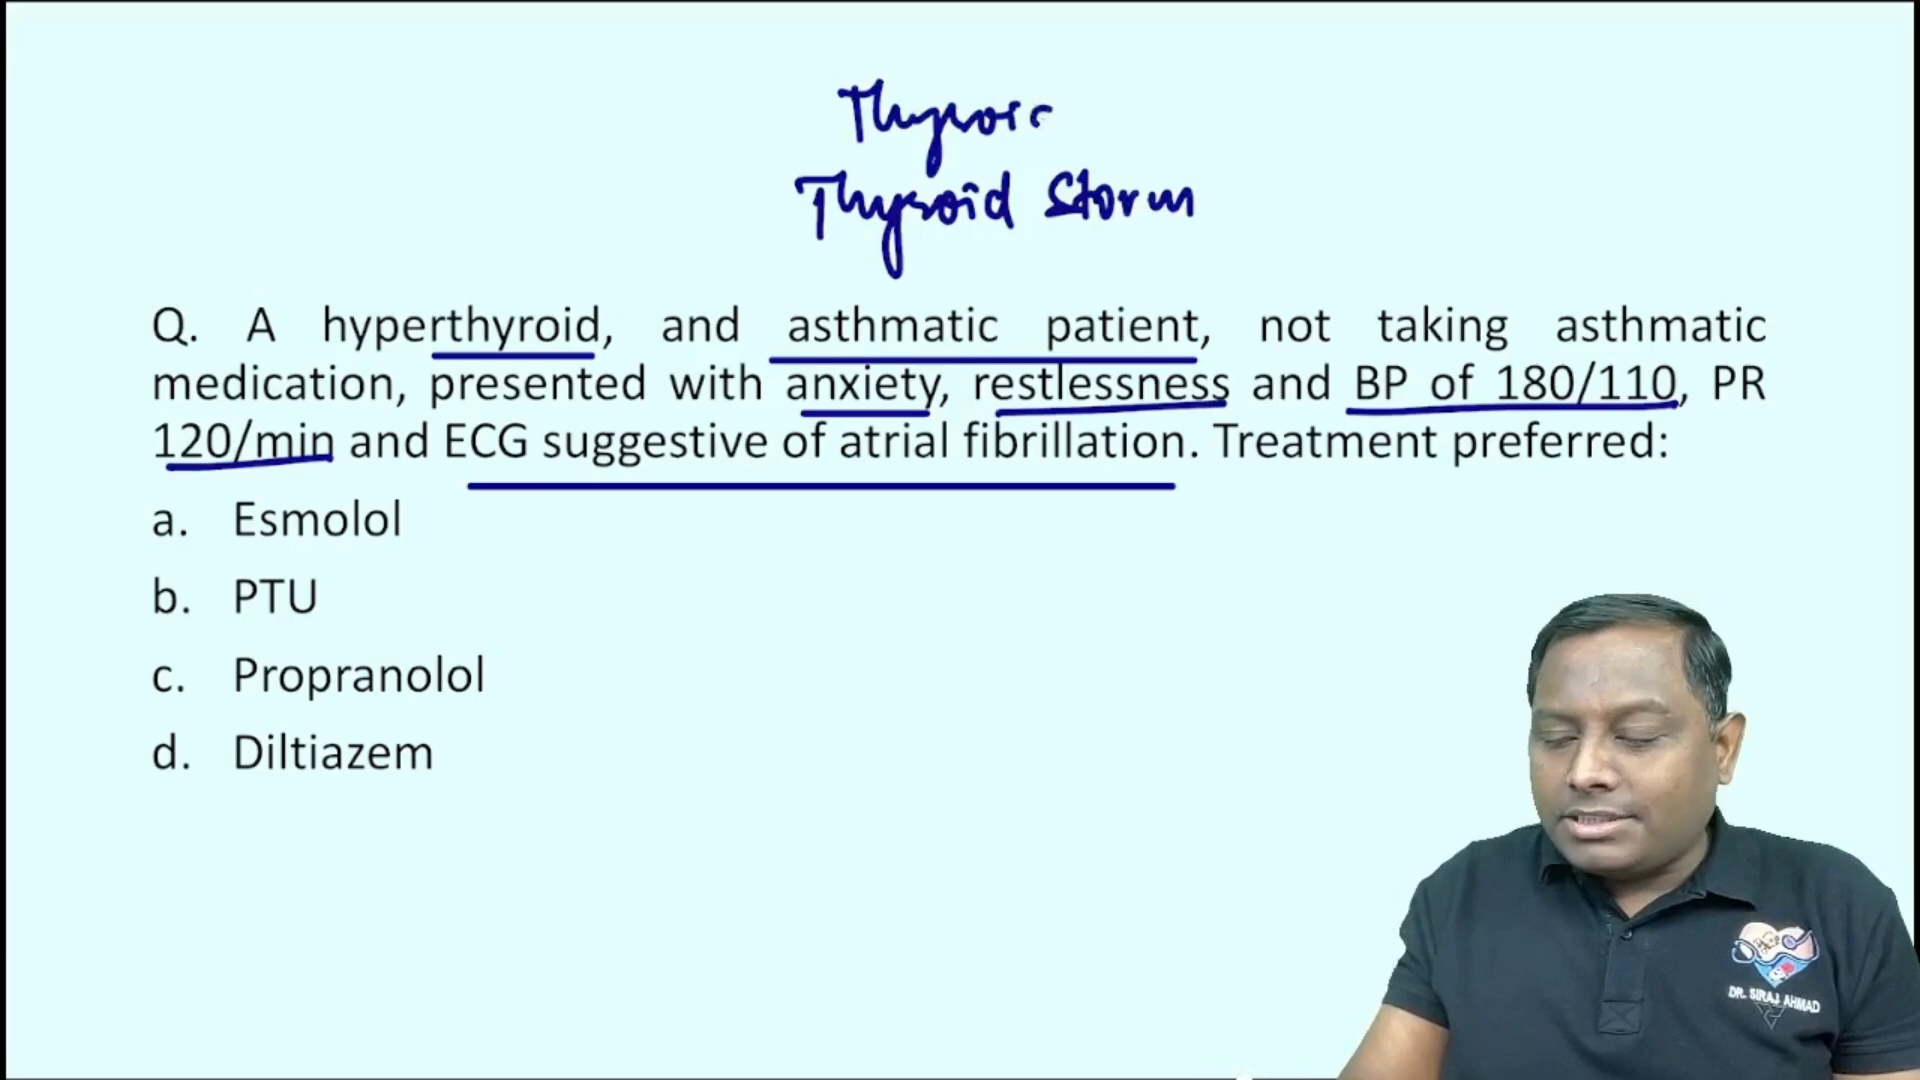 Thyroi
Thyroid Storm
Q. A hyperthyroid, and asthmatic patient, not taking asthmatic
medication, presented with anxiety, restlessness and BP of 180/110, PR
120/min and ECG suggestive of atrial fibrillation. Treatment preferred:
a. Esmolol
b. PTU
c. Propranolol
d. Diltiazem
DR. SIRAJ AHMAD